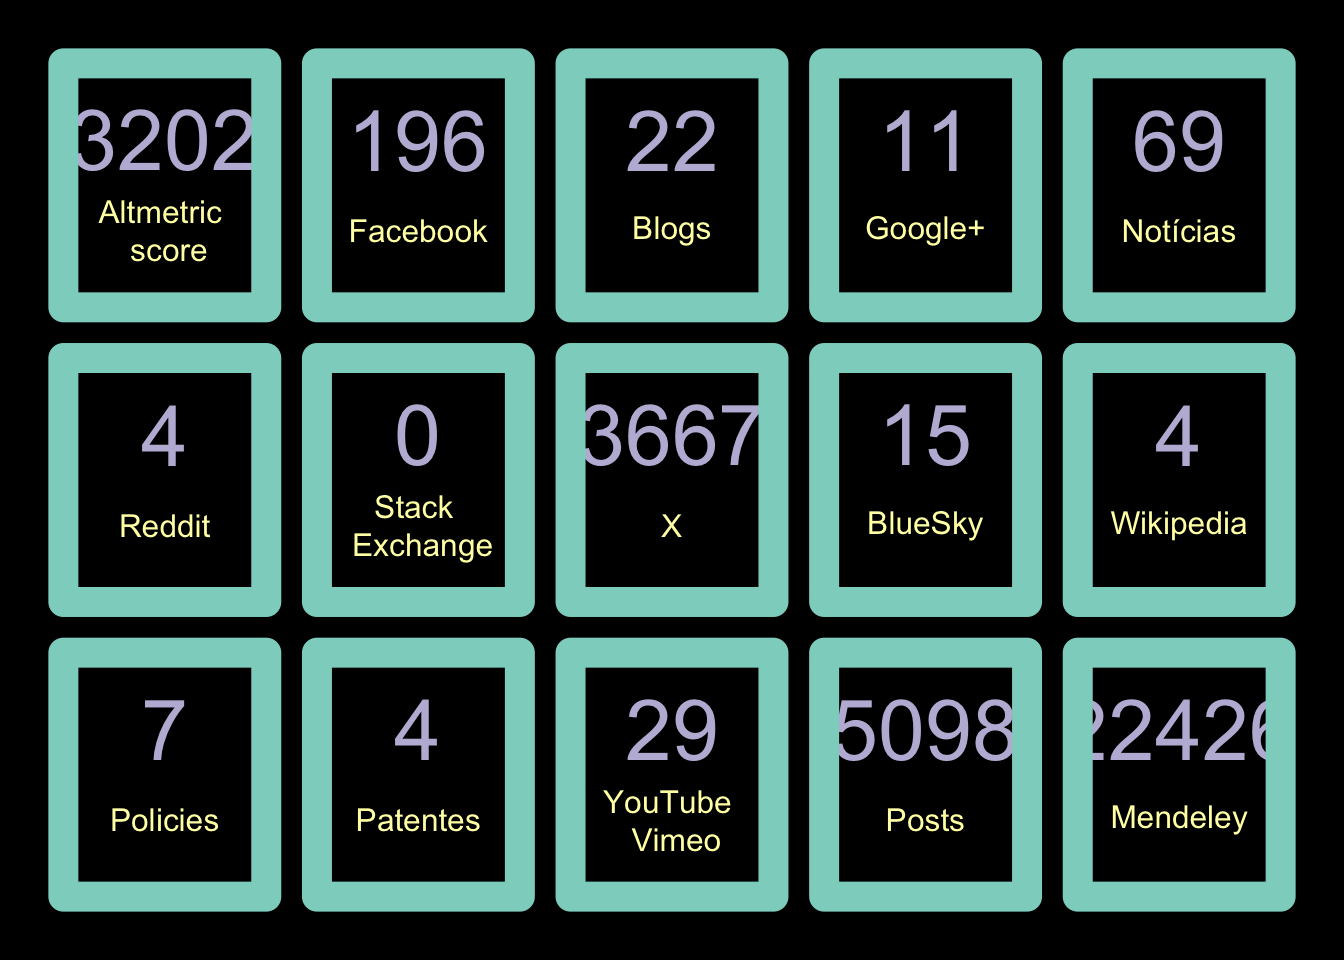 3202
Altmetric
score
196
Facebook
22
Blogs
11
Google+
69
Notícias
4
Reddit
0
Stack
Exchange
3667
X
15
BlueSky
4
Wikipedia
7
Policies
4
Patentes
29
YouTube
Vimeo
5098
Posts
22426
Mendeley